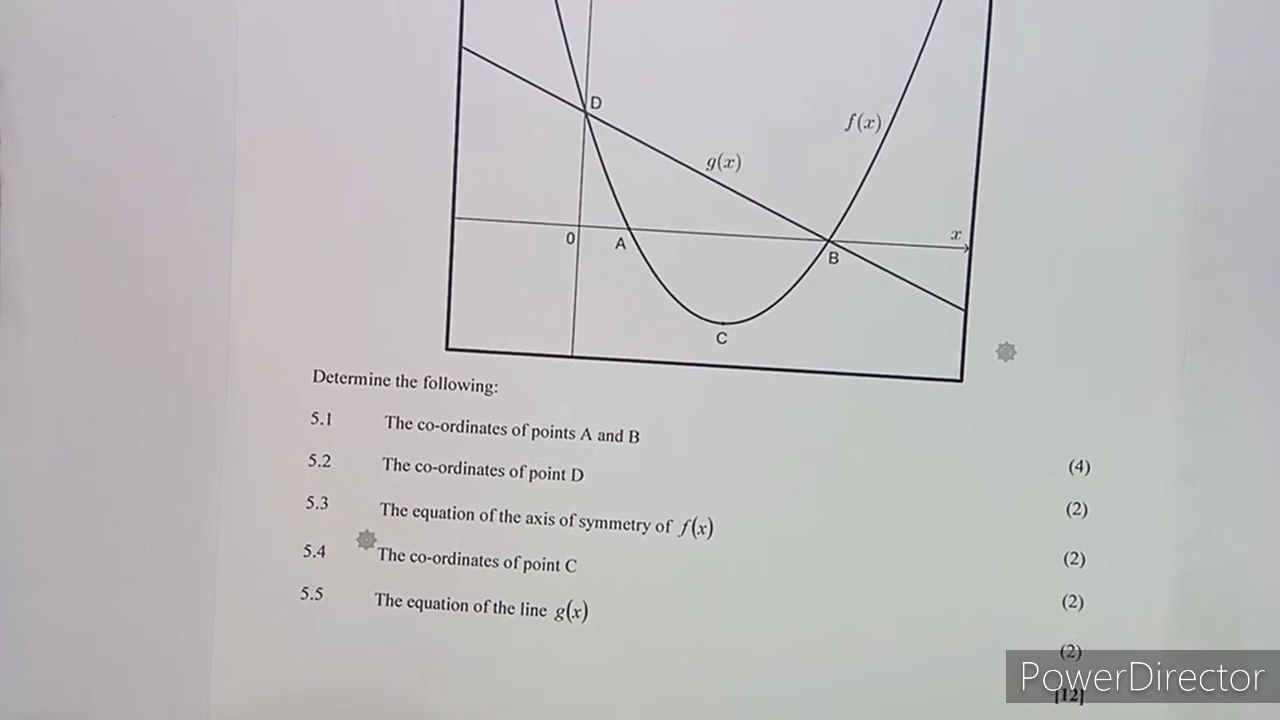 D
f(x)
g(x)
x
0
A
B
C
Determine the following:
5.1 The co-ordinates of points A and B
(4)
5.2 The co-ordinates of point D
(2)
5.3 The equation of the axis of symmetry of f(x)
(2)
5.4 The co-ordinates of point C
(2)
5.5 The equation of the line g(x)
(2)
[12]
PowerDirector